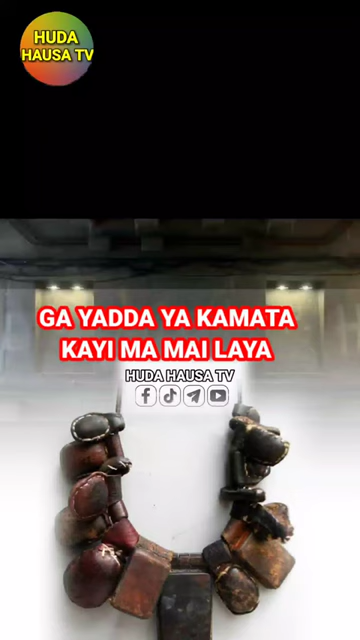 HUDA
HAUSA TV
GA YADDA YA KAMATA
KAYI MA MAI LAYA
HUDA HAUSA TV